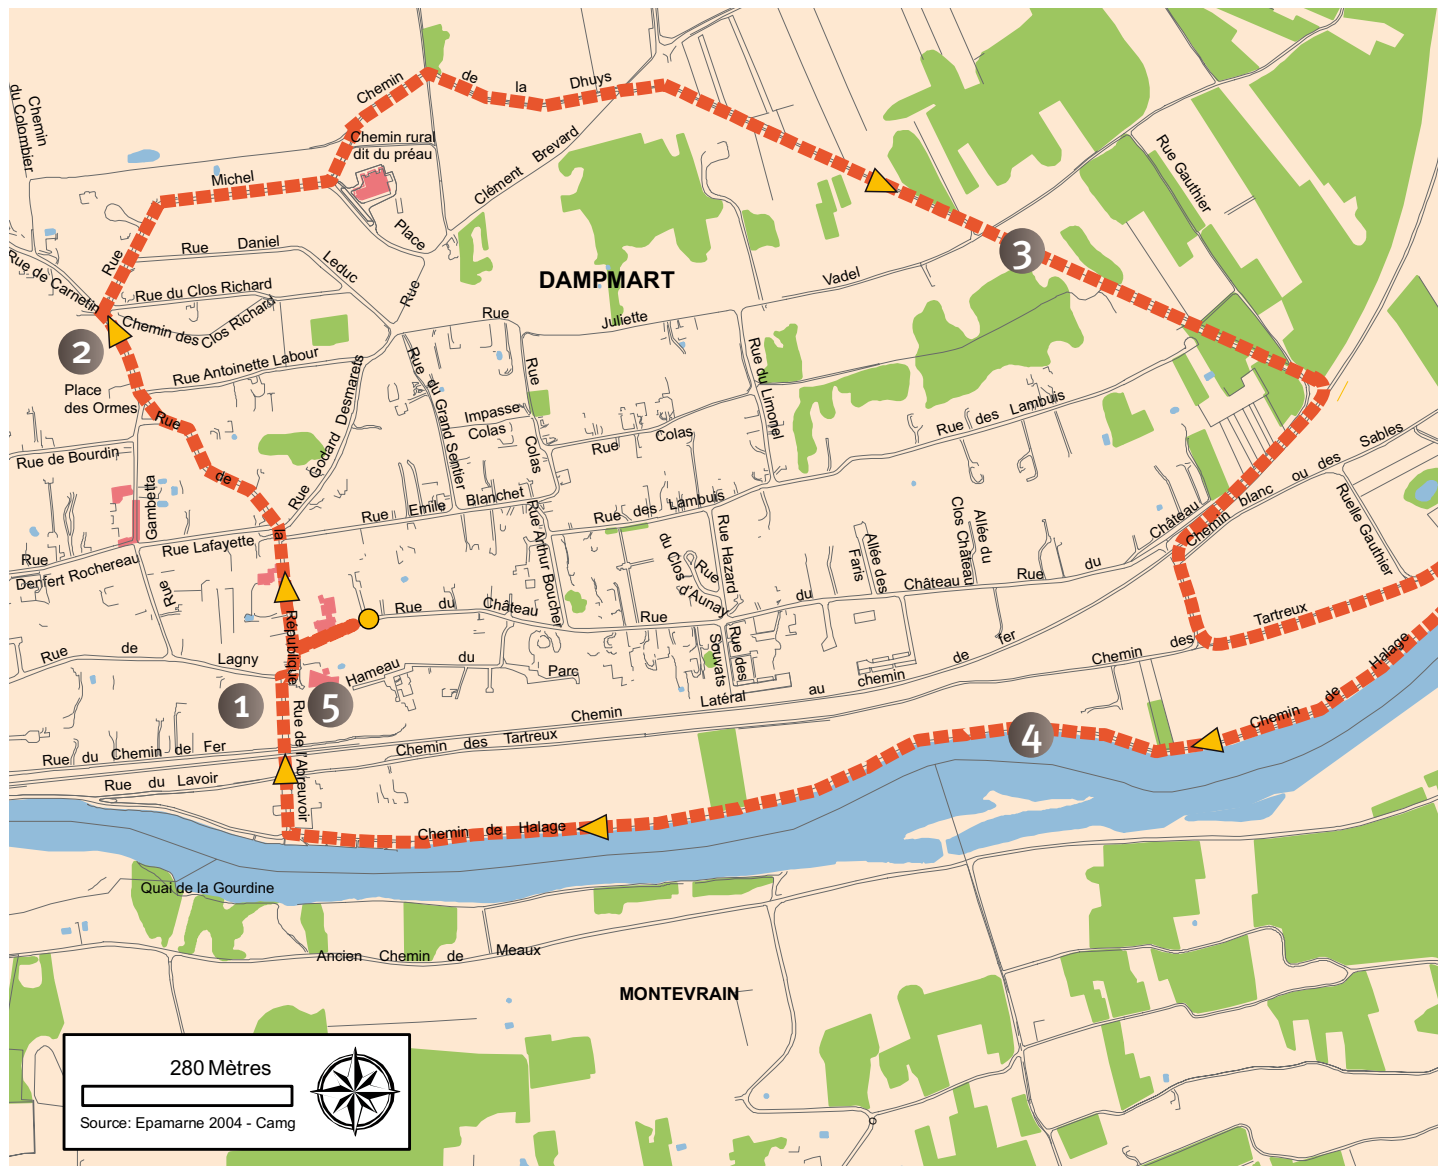 Chemin de la Dhuys
Chemin du Colombier
Chemin rural
dit du préau
Clément Brevard
Rue Gauthier
Rue Michel
Place
Rue Daniel Leduc
Rue
Rue de Carnetin
Rue du Clos Richard
Chemin des Clos Richard
DAMPMART
Vadel
3
Rue Juliette
2
Rue Antoinette Labour
Place
des Ormes
Rue Godard Desmarets
Rue du Grand Sentier
Impasse
Colas
Rue Colas
Rue Colas
Rue du Limonel
Rue des Lambuis
Rue de Bourdin
Gambetta
Rue de la République
Rue Emile Blanchet
Rue des Lambuis
Château
Chemin blanc ou des Sables
Ruelle Gauthier
Rue Lafayette
Rue
Denfert Rochereau
Rue
Rue Arthur Boucher
Rue du Clos d'Aunay
Rue Hazard
Allée des
Faris
Allée du
Clos Château
Rue du Château
Rue du Château Rue du
Rue de Lagny
Hameau du Parc
Rue des
Souvats
Chemin des Tartreux
1
5
Rue de l'Abreuvoir
Chemin Latéral au chemin de fer
Rue du Chemin de Fer
Chemin des Tartreux
Rue du Lavoir
4
Chemin de Halage
Chemin de Halage
Quai de la Gourdine
Ancien Chemin de Meaux
MONTEVRAIN
280 Mètres
Source: Epamarne 2004 - Camg